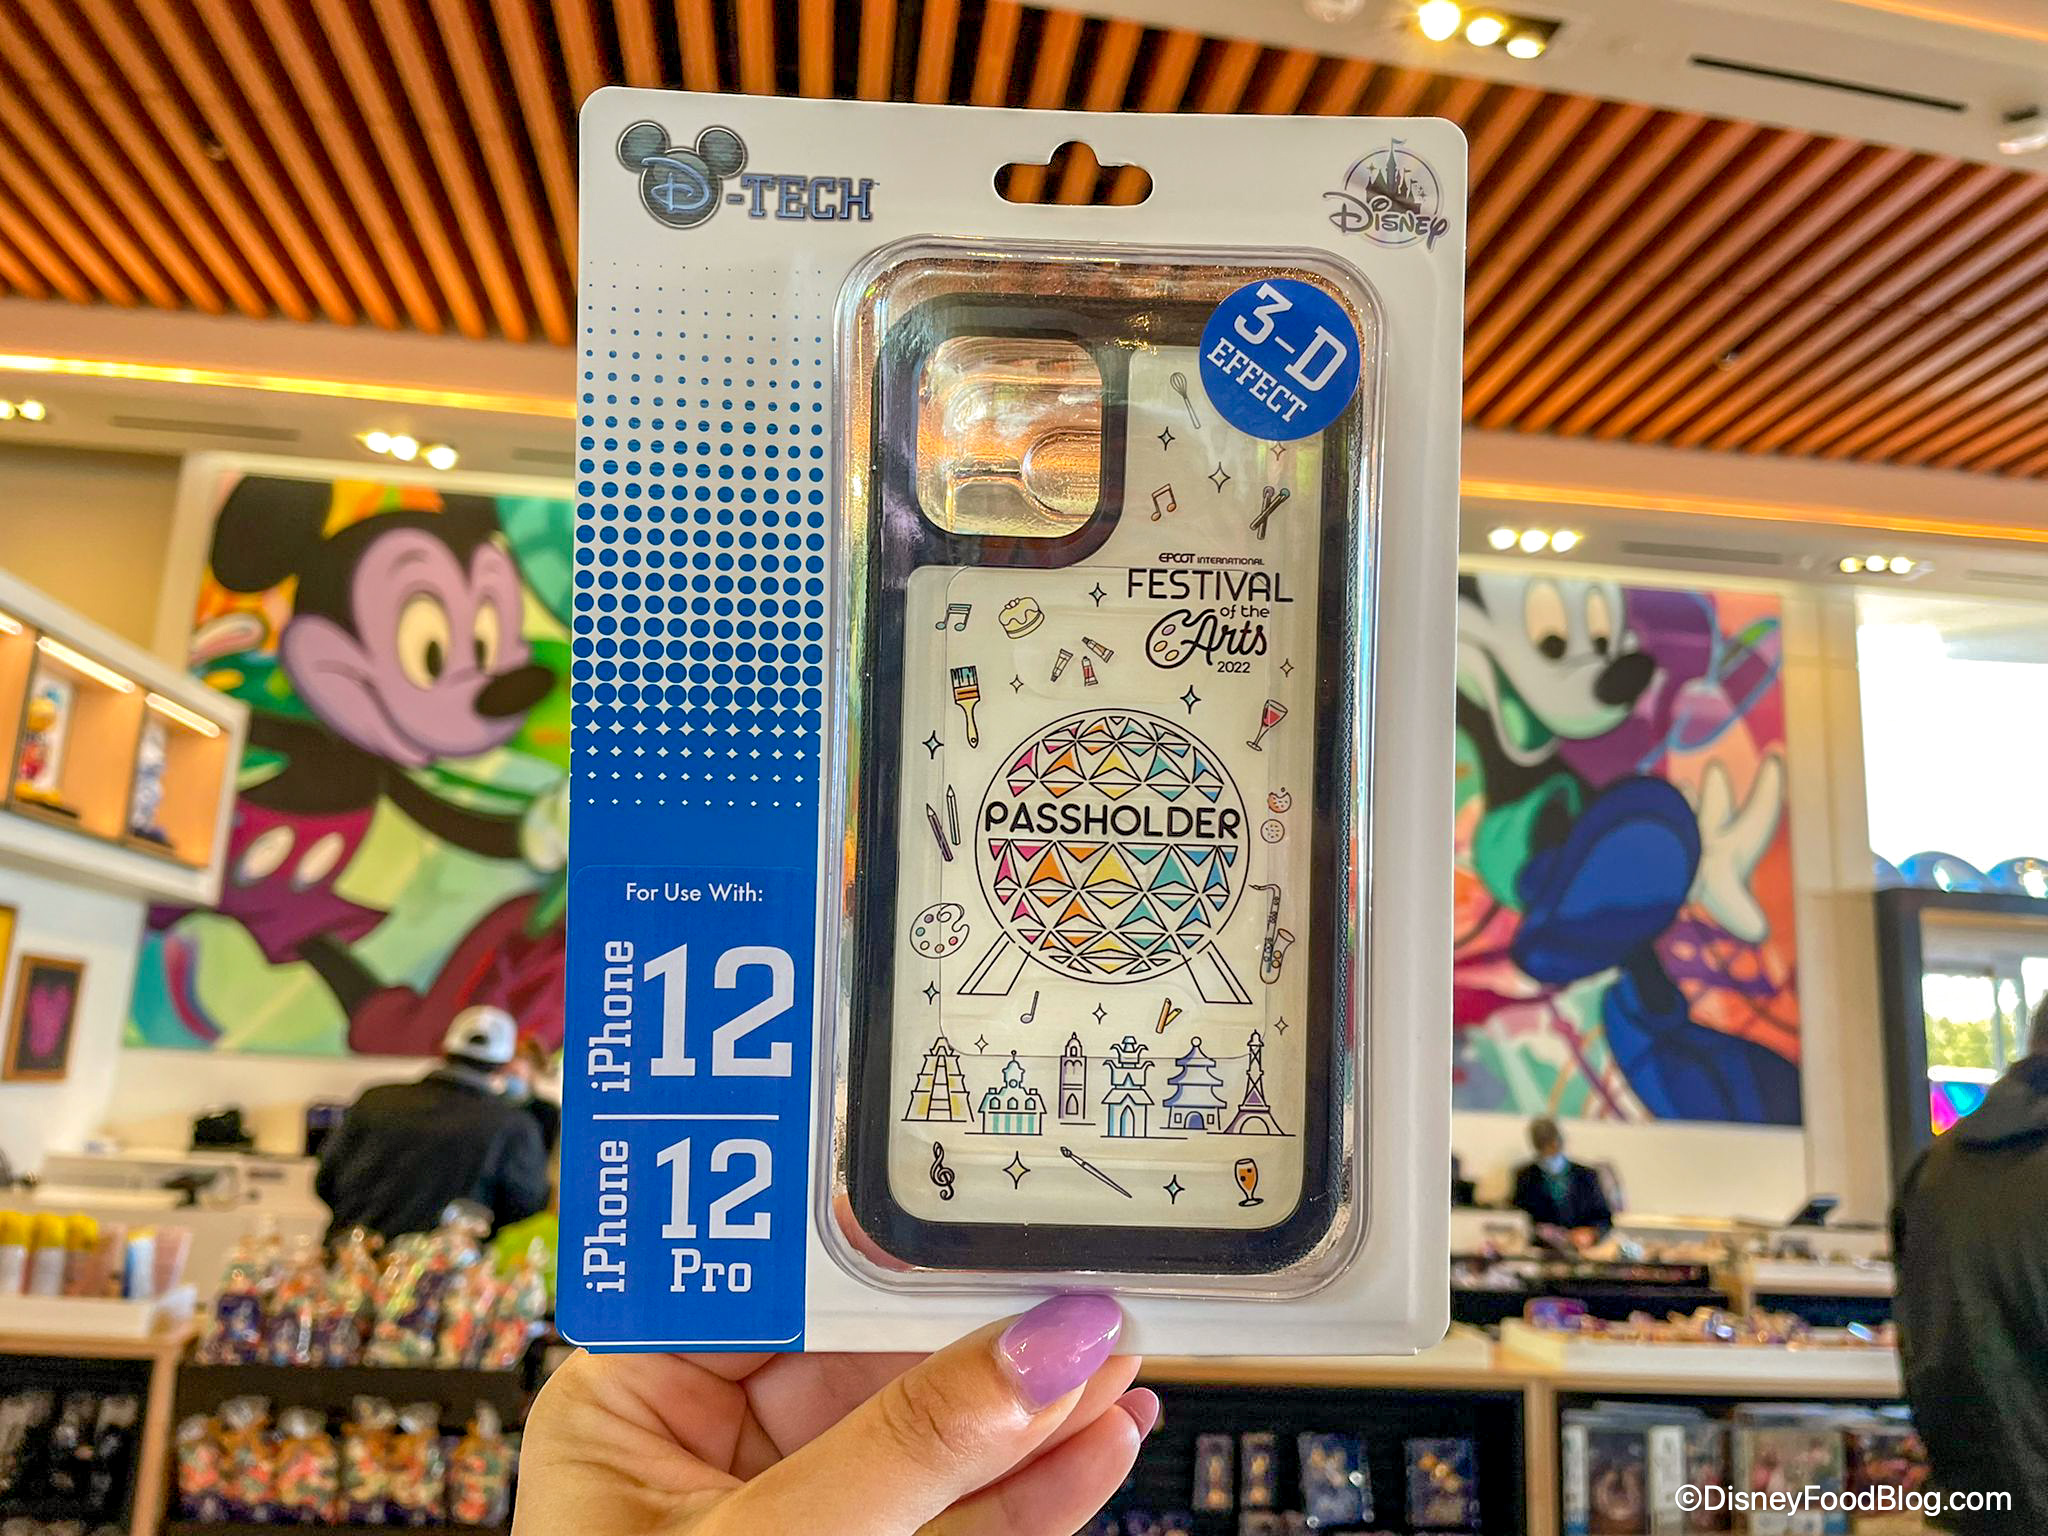 D-TECH
Disney
3-D
EFFECT
EPCOT INTERNATIONAL
FESTIVAL
of the
Arts
2022
PASSHOLDER
For Use With:
iPhone 12
iPhone 12
Pro
©DisneyFoodBlog.com